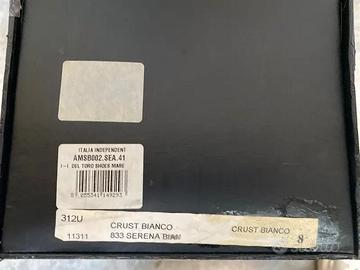 ITALIA INDEPENDENT
AMSB002.SEA.41
I-I DEL TORO SHOES MARE
8 055341 149293
312U
CRUST BIANCO
11311
833 SERENA BIAN
CRUST BIANCO
8